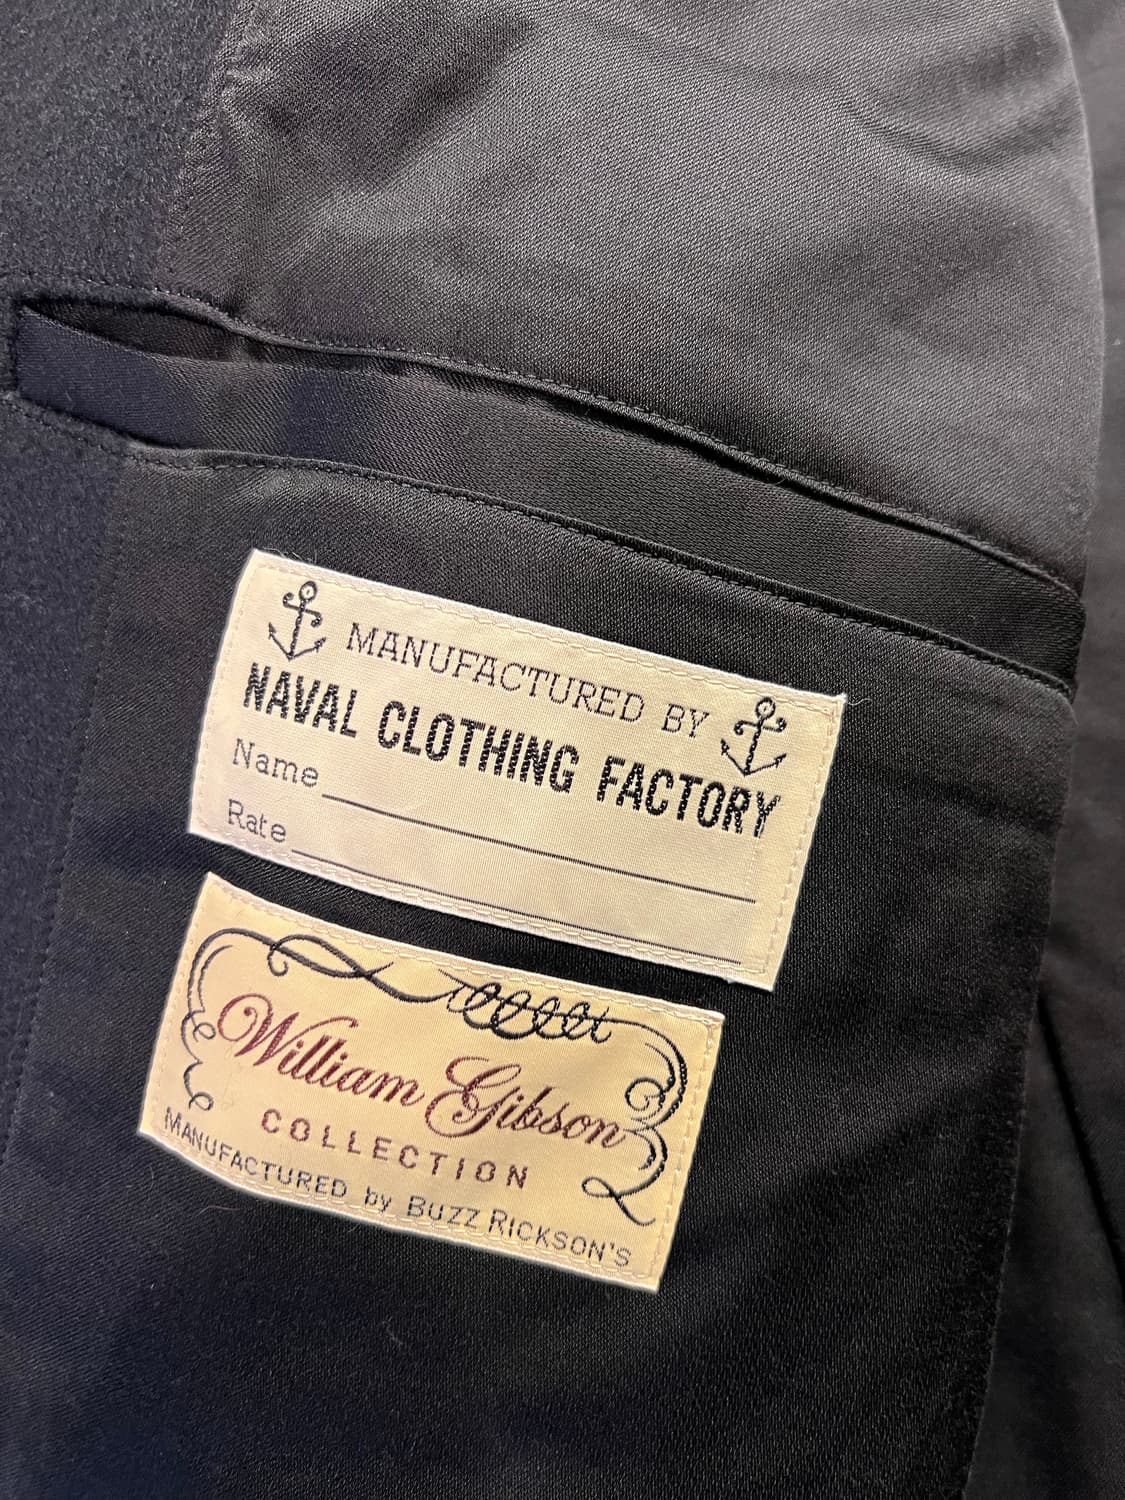 MANUFACTURED BY
NAVAL CLOTHING FACTORY
Name
Rate
William Gibson
COLLECTION
MANUFACTURED by BUZZ RICKSON'S